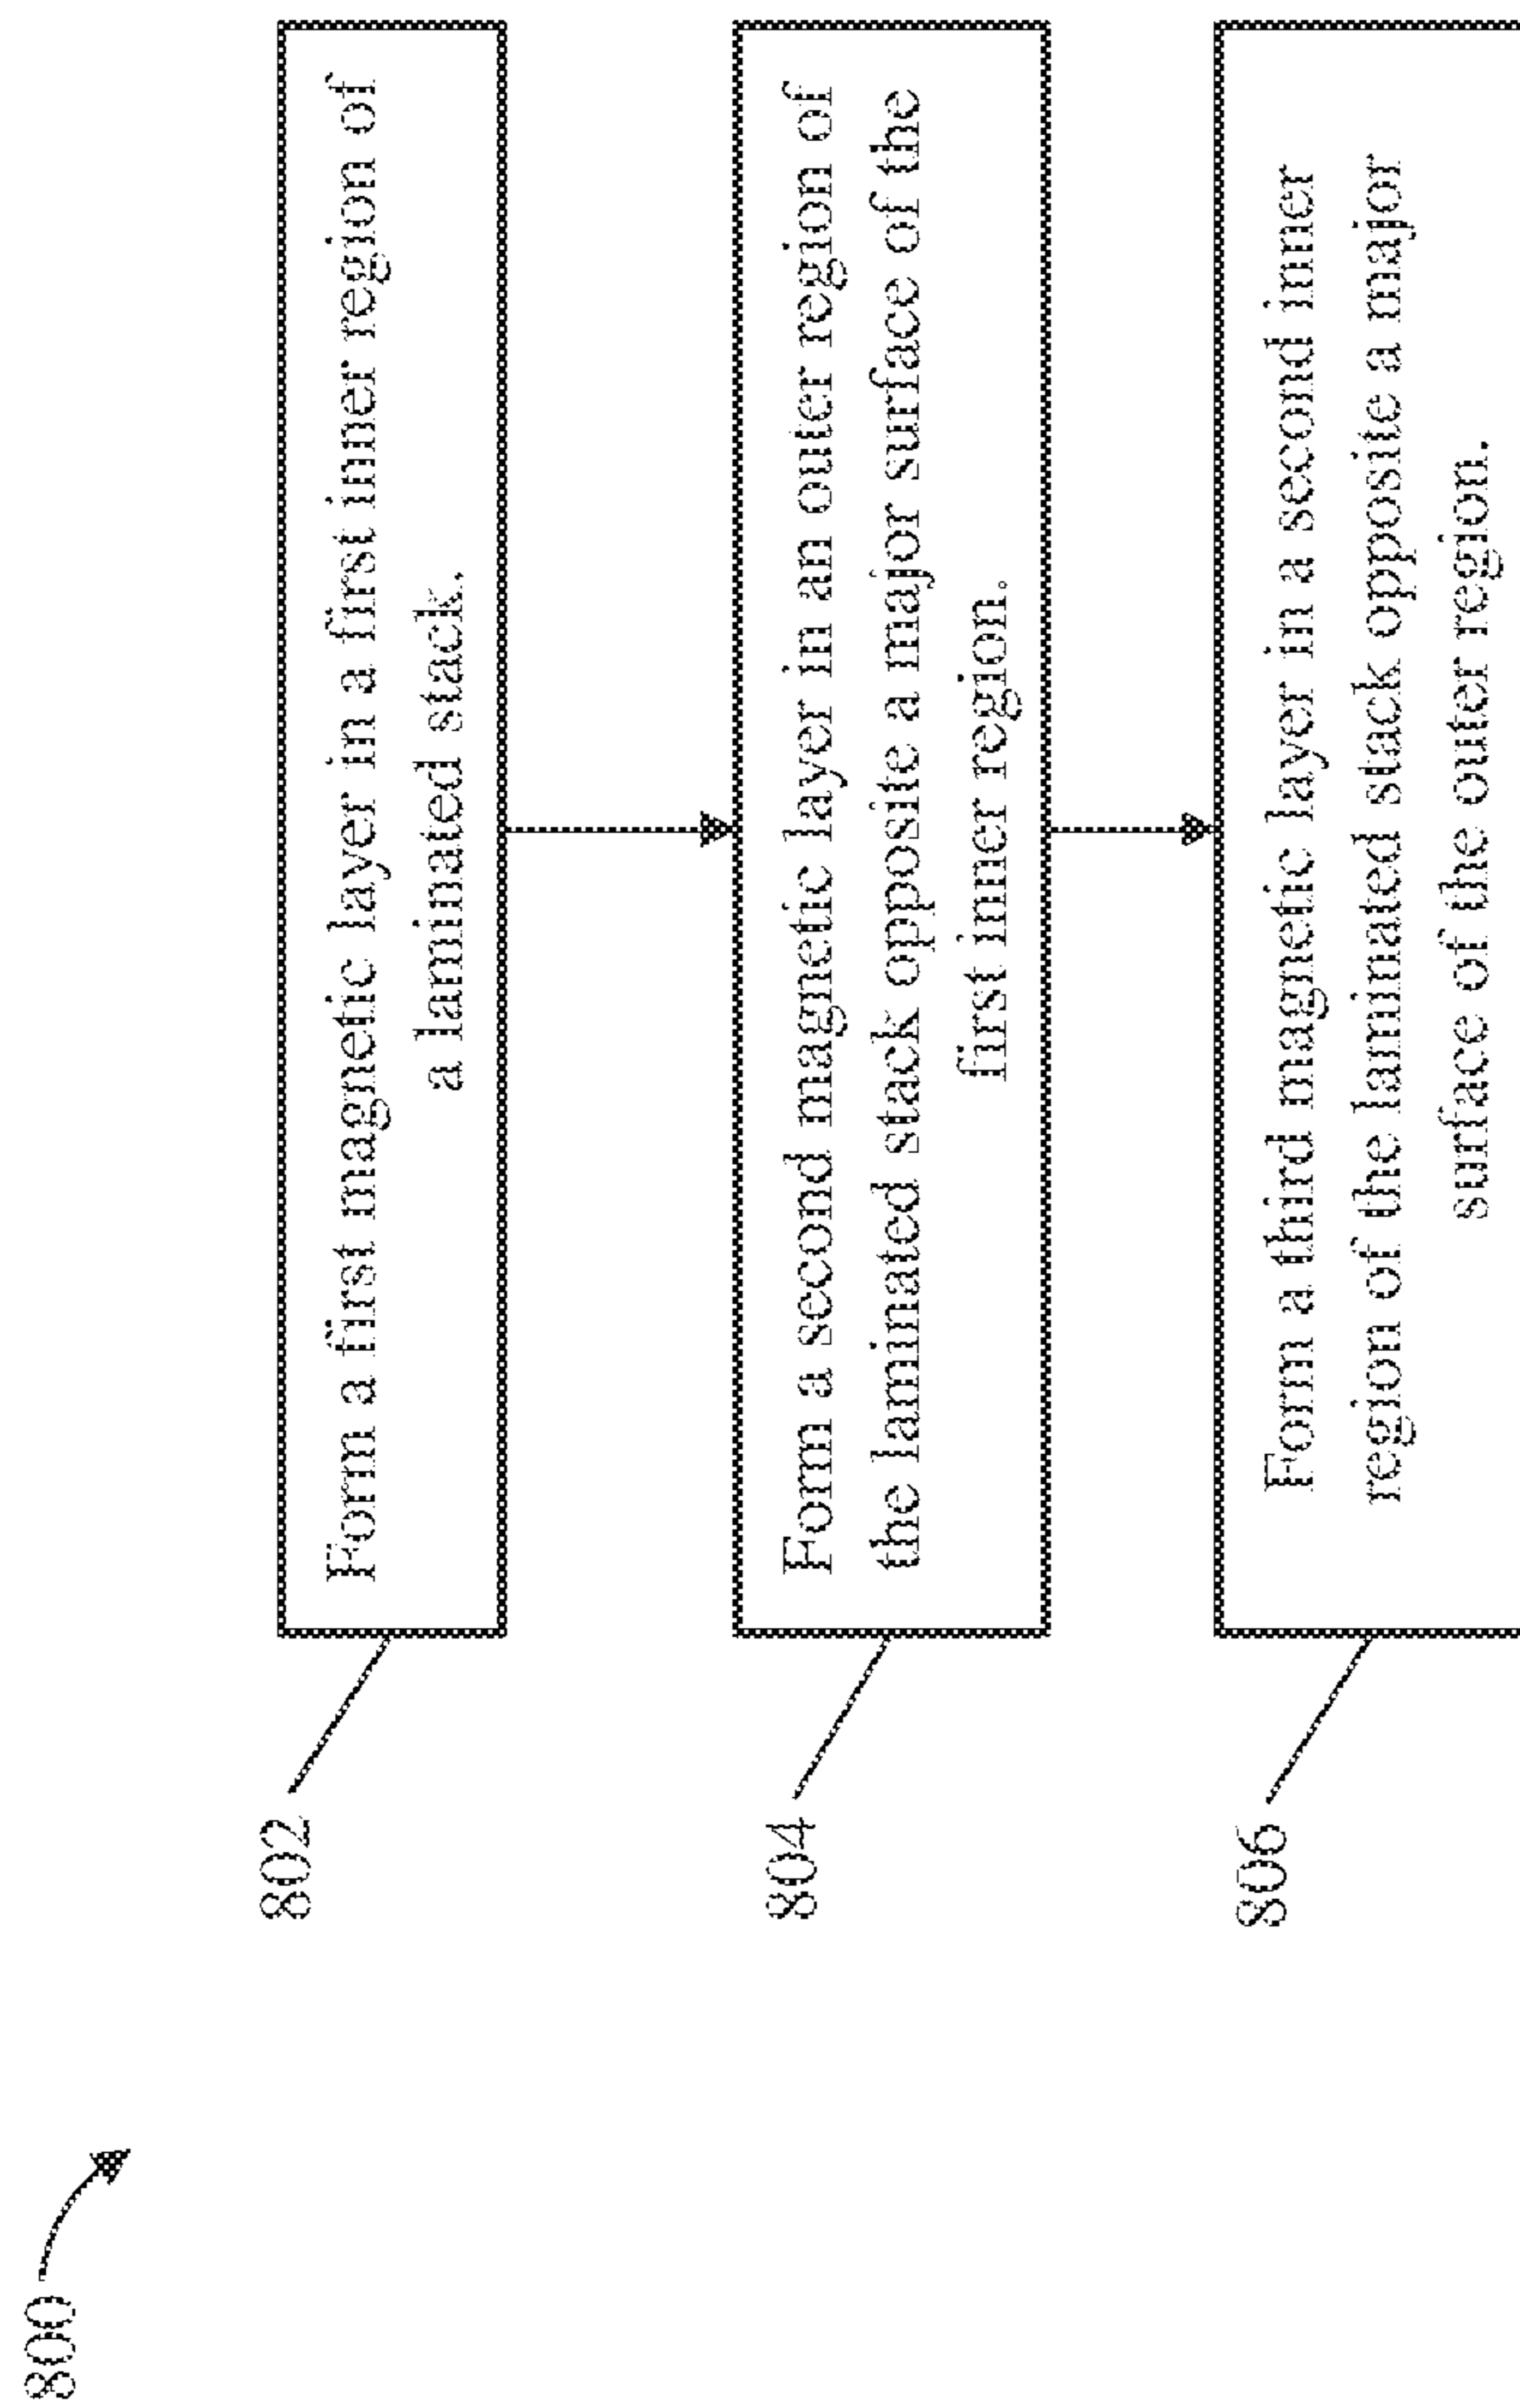 800
802
Form a first magnetic layer in a first inner region of
a laminated stack.
804
Form a second magnetic layer in an outer region of
the laminated stack opposite a major surface of the
first inner region.
806
Form a third magnetic layer in a second inner
region of the laminated stack opposite a major
surface of the outer region.